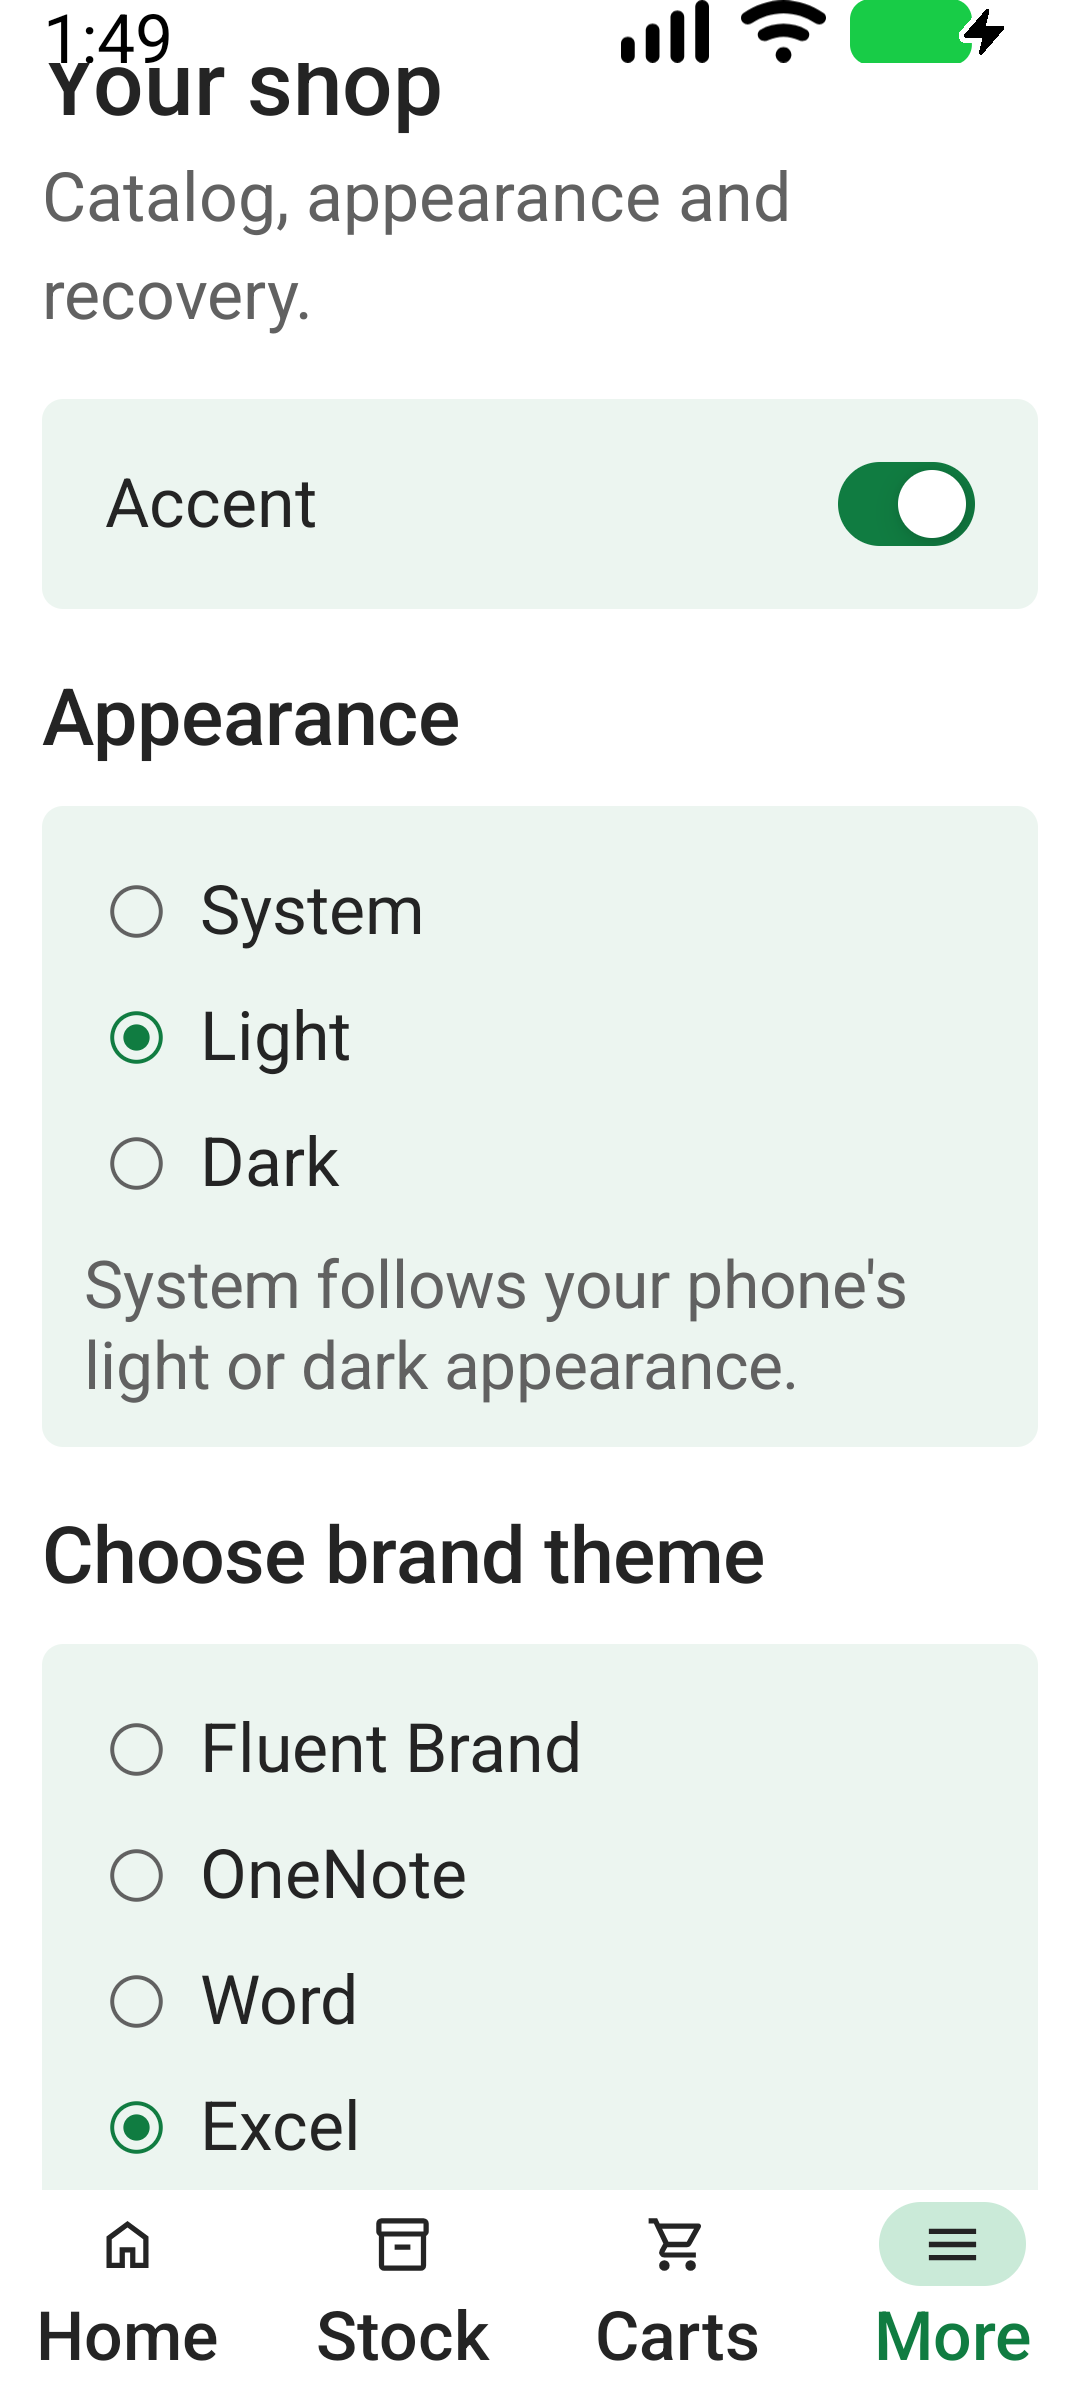 1:49
Your shop
Catalog, appearance and
recovery.
Accent
Appearance
System
Light
Dark
System follows your phone's
light or dark appearance.
Choose brand theme
Fluent Brand
OneNote
Word
Excel
Home
Stock
Carts
More